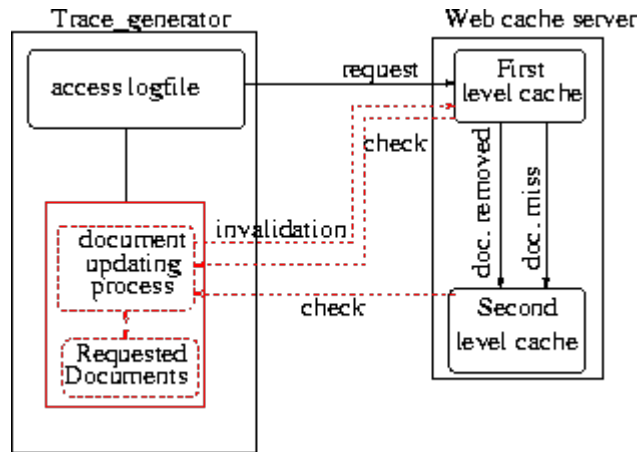 Trace_generator
Web cache server
access logfile
request
First
level cache
check
doc. removed
doc. miss
invalidation
document
updating
process
check
Second
level cache
Requested
Documents